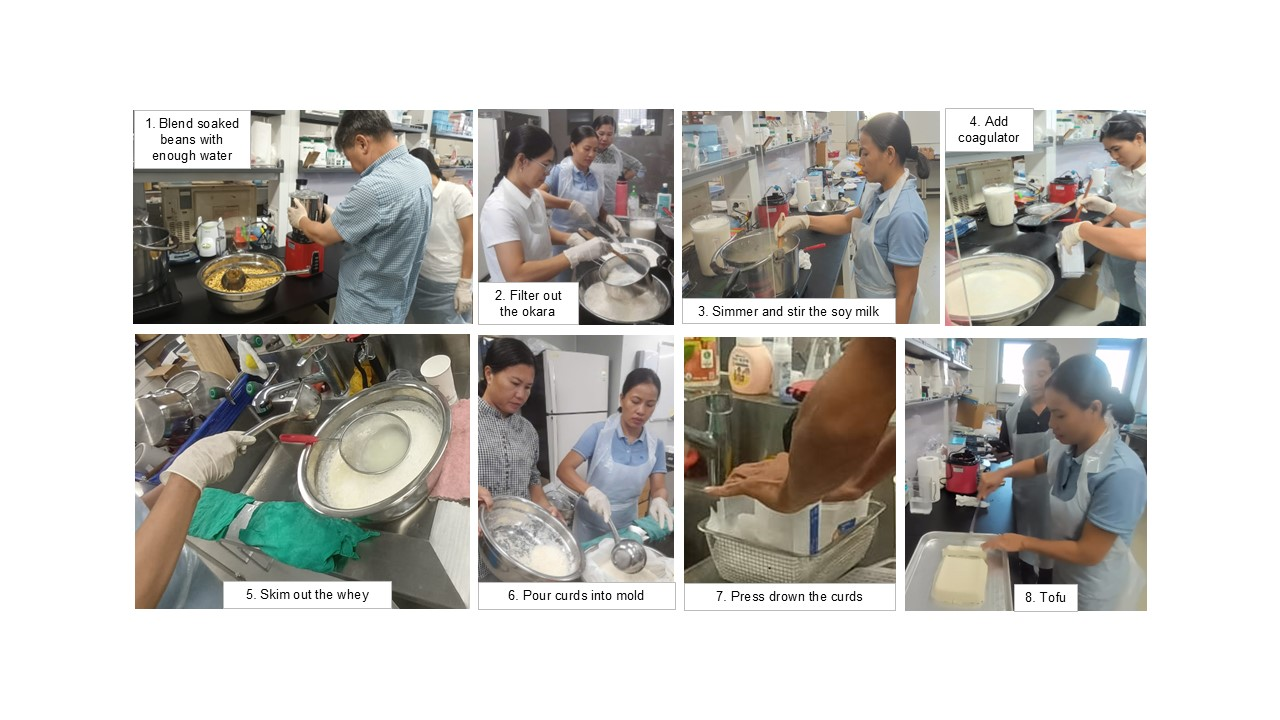 1. Blend soaked
beans with
enough water
2. Filter out
the okara
3. Simmer and stir the soy milk
4. Add
coagulator
5. Skim out the whey
6. Pour curds into mold
7. Press drown the curds
8. Tofu